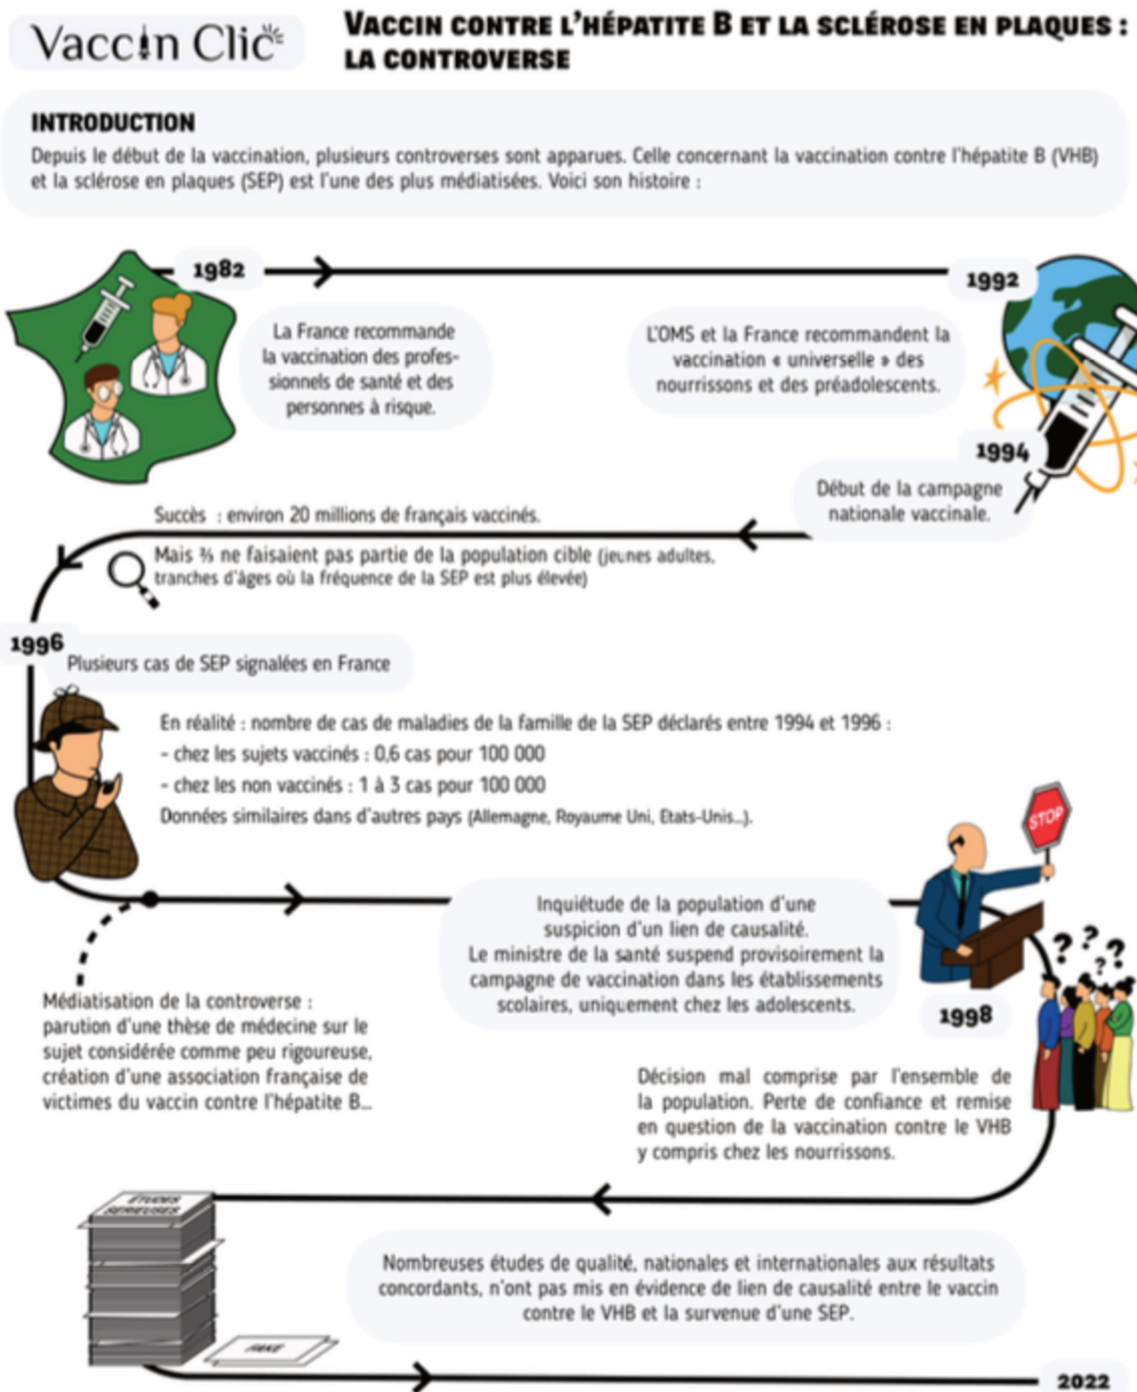 Vaccin Clic
VACCIN CONTRE L'HÉPATITE B ET LA SCLÉROSE EN PLAQUES :
LA CONTROVERSE
INTRODUCTION
Depuis le début de la vaccination, plusieurs controverses sont apparues. Celle concernant la vaccination contre l'hépatite B (VHB)
et la sclérose en plaques (SEP) est l'une des plus médiatisées. Voici son histoire :
1982
La France recommande
la vaccination des profes-
sionnels de santé et des
personnes à risque.
1992
L'OMS et la France recommandent la
vaccination « universelle » des
nourrissons et des préadolescents.
1994
Début de la campagne
nationale vaccinale.
Succès : environ 20 millions de français vaccinés.
Mais ⅔ ne faisaient pas partie de la population cible (jeunes adultes,
tranches d'âges où la fréquence de la SEP est plus élevée)
1996
Plusieurs cas de SEP signalées en France
En réalité : nombre de cas de maladies de la famille de la SEP déclarés entre 1994 et 1996 :
- chez les sujets vaccinés : 0,6 cas pour 100 000
- chez les non vaccinés : 1 à 3 cas pour 100 000
Données similaires dans d'autres pays (Allemagne, Royaume Uni, Etats-Unis...).
STOP
Inquiétude de la population d'une
suspicion d'un lien de causalité.
Le ministre de la santé suspend provisoirement la
campagne de vaccination dans les établissements
scolaires, uniquement chez les adolescents.
? ? ? ?
1998
Médiatisation de la controverse :
parution d'une thèse de médecine sur le
sujet considérée comme peu rigoureuse,
création d'une association française de
victimes du vaccin contre l'hépatite B...
Décision mal comprise par l'ensemble de
la population. Perte de confiance et remise
en question de la vaccination contre le VHB
y compris chez les nourrissons.
ÉTUDES
SERIEUSES
FAKE
Nombreuses études de qualité, nationales et internationales aux résultats
concordants, n'ont pas mis en évidence de lien de causalité entre le vaccin
contre le VHB et la survenue d'une SEP.
2022